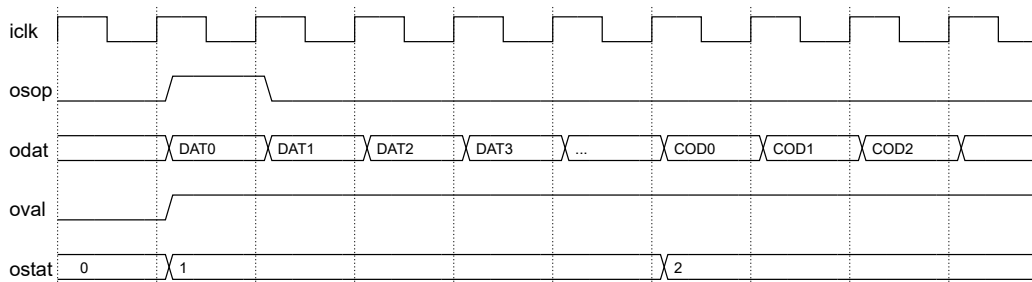 iclk
osop
odat DAT0 DAT1 DAT2 DAT3 ... COD0 COD1 COD2
oval
ostat 0 1 2